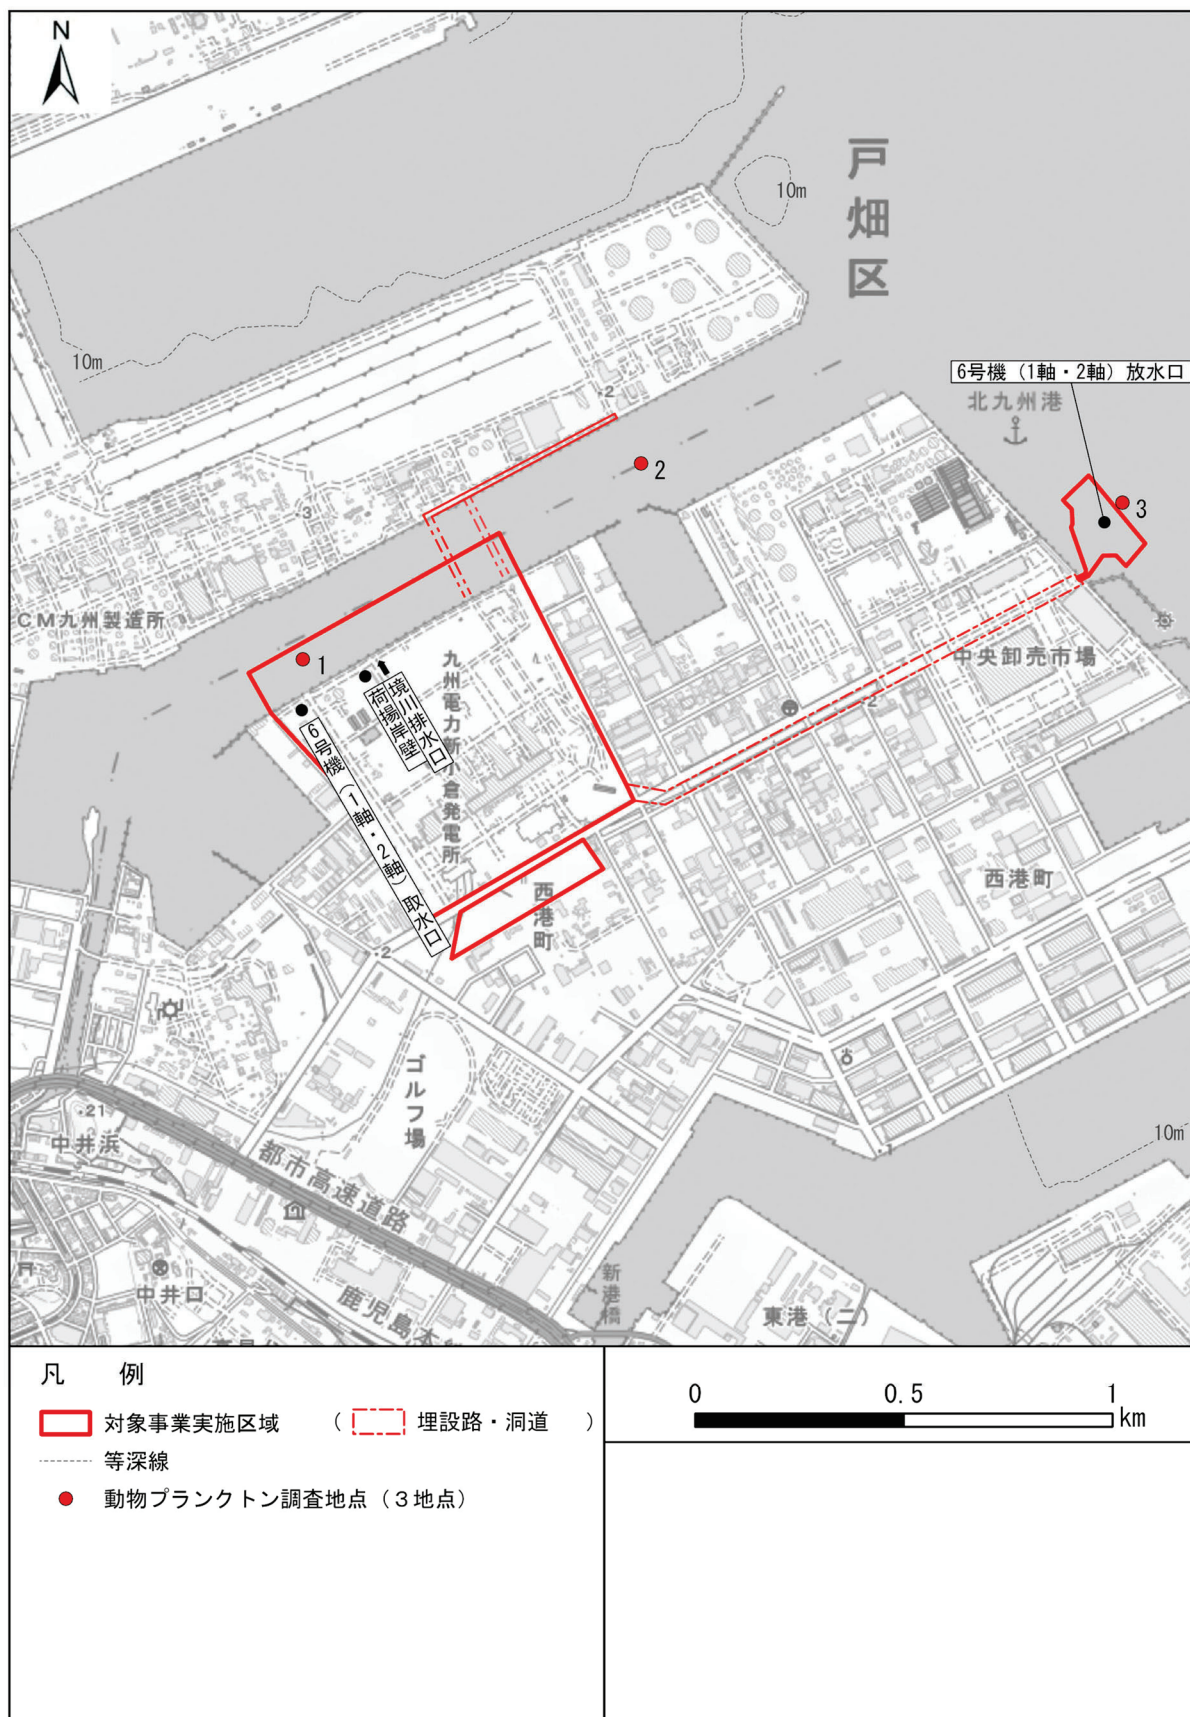 N
戸畑区
10m
10m
6号機（1軸・2軸）放水口
北九州港
2
2
3
3
CM九州製造所
1
境川排水口
荷揚岸壁
九州電力新小倉発電所
6号機（1軸・2軸）取水口
中央卸売市場
2
西港町
西港町
2
ゴルフ場
21
中井浜
都市高速道路
1
10m
中井口
鹿児島本
新港橋
東港（二）
凡　例
対象事業実施区域　（　埋設路・洞道　）
等深線
動物プランクトン調査地点（３地点）
0 0.5 1
km